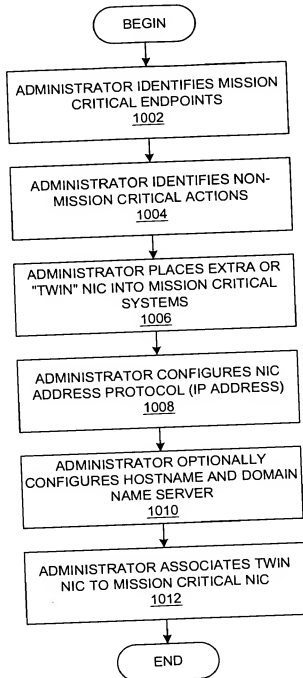 BEGIN
ADMINISTRATOR IDENTIFIES MISSION
CRITICAL ENDPOINTS
1002
ADMINISTRATOR IDENTIFIES NON-
MISSION CRITICAL ACTIONS
1004
ADMINISTRATOR PLACES EXTRA OR
"TWIN" NIC INTO MISSION CRITICAL
SYSTEMS
1006
ADMINISTRATOR CONFIGURES NIC
ADDRESS PROTOCOL (IP ADDRESS)
1008
ADMINISTRATOR OPTIONALLY
CONFIGURES HOSTNAME AND DOMAIN
NAME SERVER
1010
ADMINISTRATOR ASSOCIATES TWIN
NIC TO MISSION CRITICAL NIC
1012
END